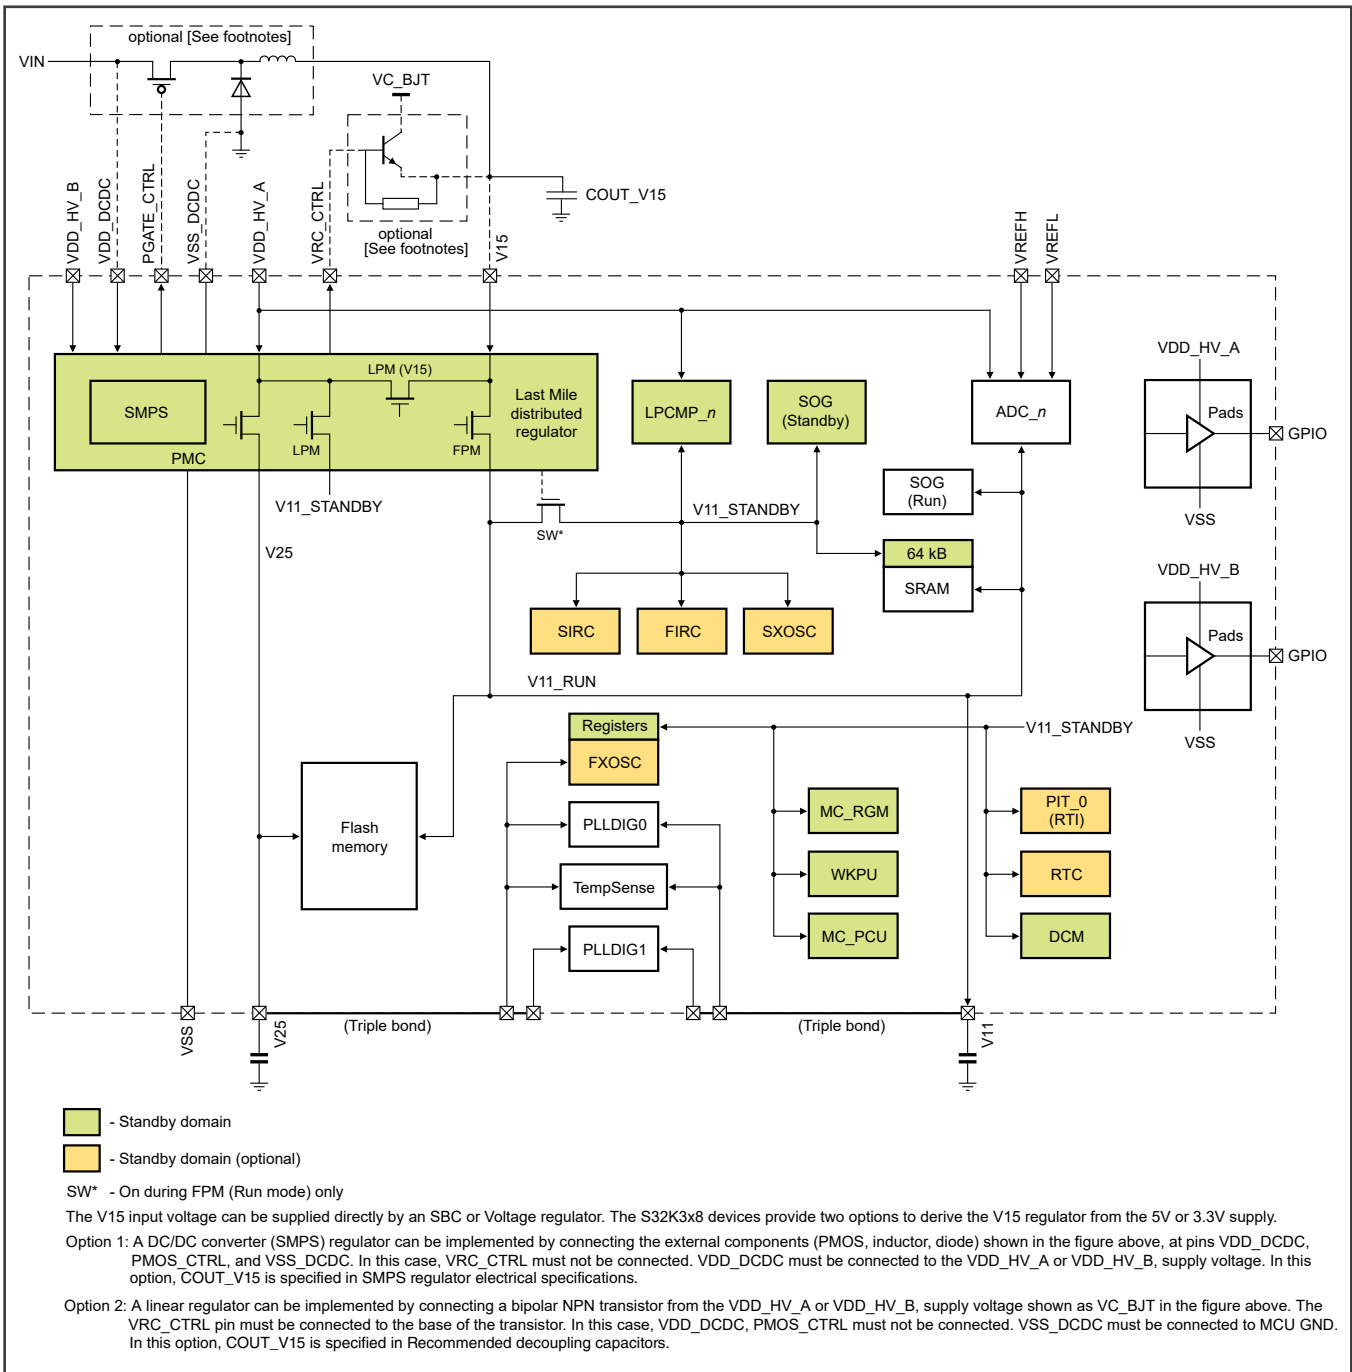 optional [See footnotes]
VIN
VC_BJT
COUT_V15
optional
[See footnotes]
VDD_HV_B
VDD_DCDC
PGATE_CTRL
VSS_DCDC
VDD_HV_A
VRC_CTRL
V15
VREFH
VREFL
LPM (V15)
SMPS
Last Mile
distributed
regulator
LPM
FPM
PMC
LPCMP_n
SOG
(Standby)
ADC_n
VDD_HV_A
Pads
GPIO
VSS
V11_STANDBY
V11_STANDBY
SOG
(Run)
SW*
V25
64 kB
SRAM
VDD_HV_B
Pads
GPIO
VSS
SIRC
FIRC
SXOSC
V11_RUN
Registers
FXOSC
V11_STANDBY
Flash
memory
PLLDIG0
TempSense
PLLDIG1
MC_RGM
WKPU
MC_PCU
PIT_0
(RTI)
RTC
DCM
(Triple bond)
(Triple bond)
VSS
V25
V11
- Standby domain
- Standby domain (optional)
SW* - On during FPM (Run mode) only
The V15 input voltage can be supplied directly by an SBC or Voltage regulator. The S32K3x8 devices provide two options to derive the V15 regulator from the 5V or 3.3V supply.
Option 1: A DC/DC converter (SMPS) regulator can be implemented by connecting the external components (PMOS, inductor, diode) shown in the figure above, at pins VDD_DCDC,
PMOS_CTRL, and VSS_DCDC. In this case, VRC_CTRL must not be connected. VDD_DCDC must be connected to the VDD_HV_A or VDD_HV_B, supply voltage. In this
option, COUT_V15 is specified in SMPS regulator electrical specifications.
Option 2: A linear regulator can be implemented by connecting a bipolar NPN transistor from the VDD_HV_A or VDD_HV_B, supply voltage shown as VC_BJT in the figure above. The
VRC_CTRL pin must be connected to the base of the transistor. In this case, VDD_DCDC, PMOS_CTRL must not be connected. VSS_DCDC must be connected to MCU GND.
In this option, COUT_V15 is specified in Recommended decoupling capacitors.